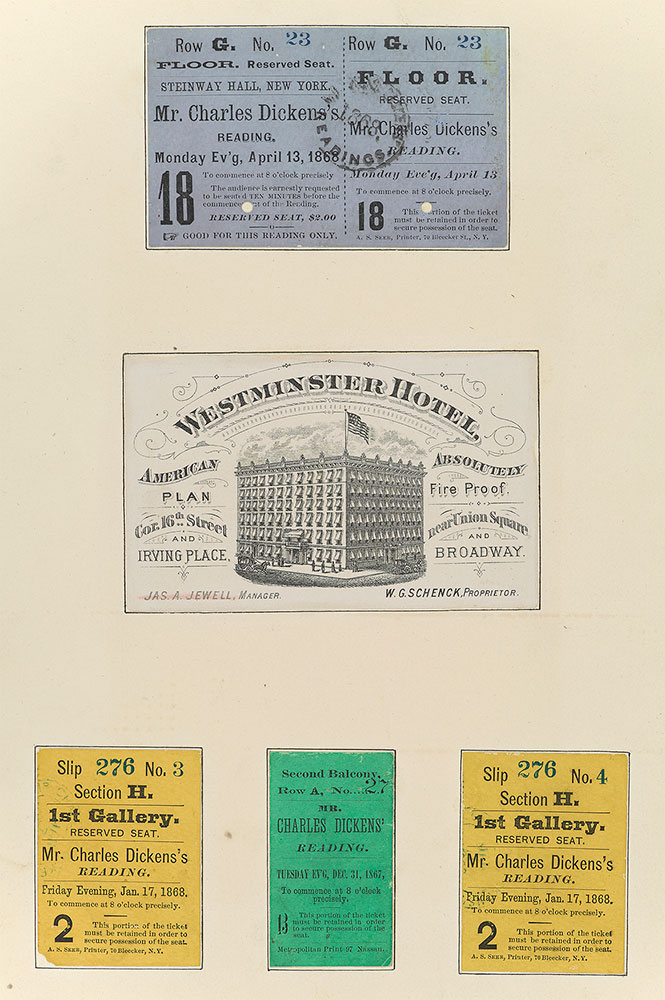 Row G. No. 23
FLOOR. Reserved Seat.
STEINWAY HALL, NEW YORK.
Mr. Charles Dickens's
READING.
Monday Ev'g, April 13, 1868
18
To commence at 8 o'clock precisely
The audience is earnestly requested
to be seated TEN MINUTES before the
commence  t of the Reading.
RESERVED SEAT, $2.00
☞ GOOD FOR THIS READING ONLY.
Row G. No. 23
FLOOR.
RESERVED SEAT.
Mr. Charles Dickens's
READING.
Monday Eve'g, April 13
To commence at 8 o'clock precisely.
18
This portion of the ticket
must be retained in order to
secure possession of the seat.
A. S. SEER, Printer, 70 Bleecker St., N. Y.
1868
READINGS
WESTMINSTER HOTEL,
AMERICAN
PLAN
Cor. 16th Street
AND
IRVING PLACE,
ABSOLUTELY
Fire Proof.
near Union Square
AND
BROADWAY.
JAS. A. JEWELL, MANAGER.
W. G. SCHENCK, PROPRIETOR.
Slip 276 No. 3
Section H.
1st Gallery.
RESERVED SEAT.
Mr. Charles Dickens's
READING.
Friday Evening, Jan. 17, 1868.
To commence at 8 o'clock precisely.
2
This portion of the ticket
must be retained in order to
secure possession of the seat.
A. S. SEER, Printer, 70 Bleecker, N. Y.
Second Balcony,
Row A, No. 27
MR.
CHARLES DICKENS'
READING.
TUESDAY EV'G, DEC. 31, 1867,
To commence at 8 o'clock
precisely.
B
This portion of the ticket
must be retained in order
to secure possession of the
seat.
Metropolitan Print 97 Nassau.
Slip 276 No. 4
Section H.
1st Gallery.
RESERVED SEAT.
Mr. Charles Dickens's
READING.
Friday Evening, Jan. 17, 1868.
To commence at 8 o'clock precisely.
2
This portion of the ticket
must be retained in order to
secure possession of the seat.
A. S. SEER, Printer, 70 Bleecker, N. Y.